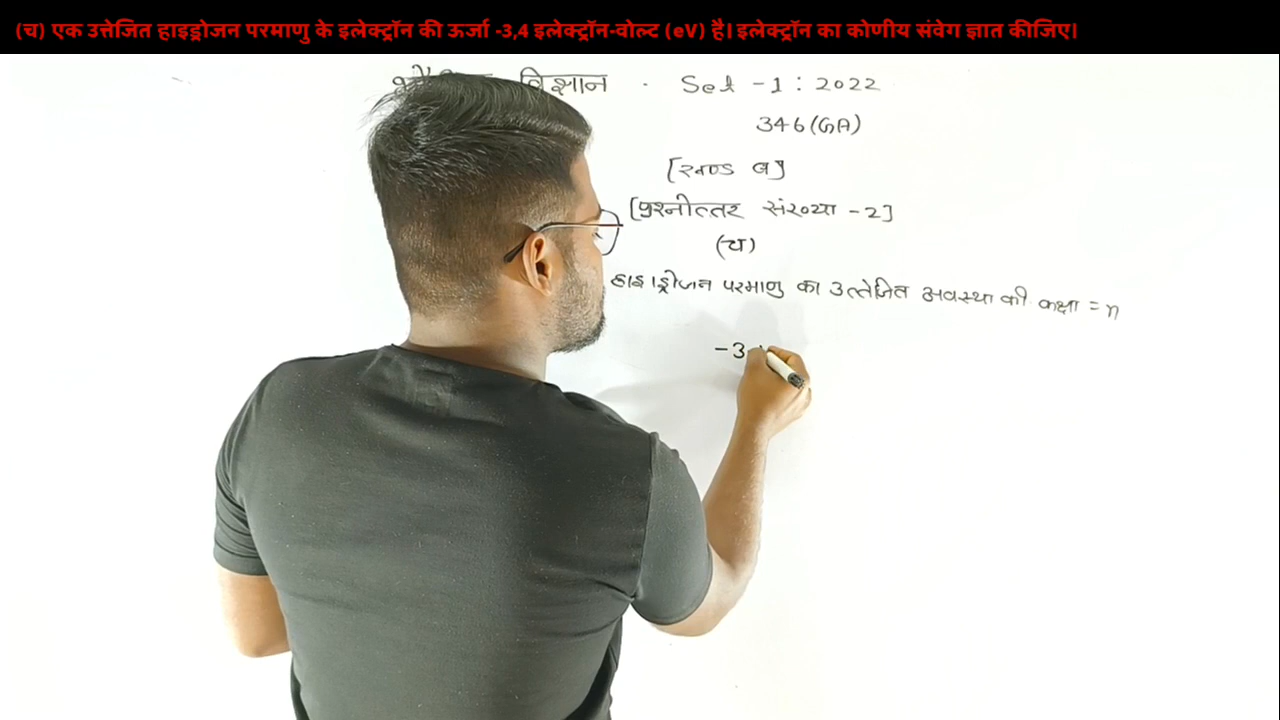 (च) एक उत्तेजित हाइड्रोजन परमाणु के इलेक्ट्रॉन की ऊर्जा -3,4 इलेक्ट्रॉन-वोल्ट (eV) है। इलेक्ट्रॉन का कोणीय संवेग ज्ञात कीजिए।
विज्ञान · Set -1 : 2022
346(GA)
[खण्ड ब]
[प्रश्नोत्तर संख्या -2]
(च)
हाइड्रोजन परमाणु का उत्तेजित अवस्था की कक्षा = n
-3